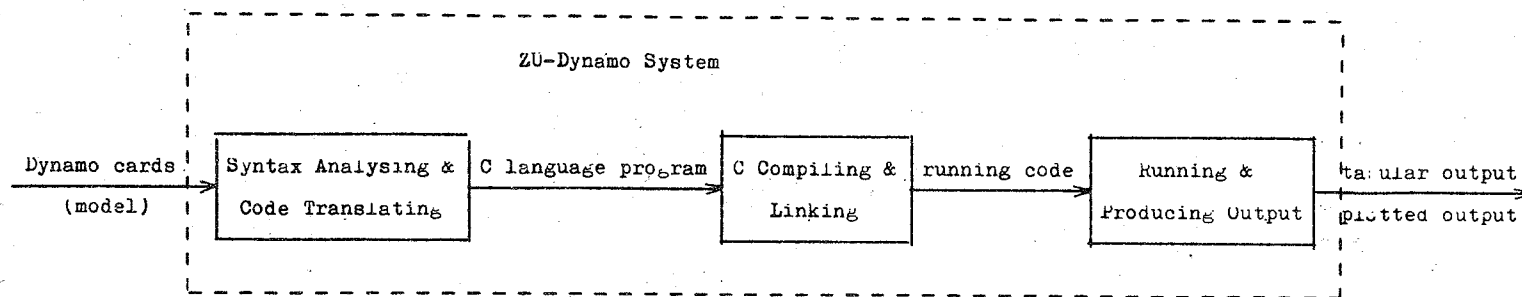 ZU-Dynamo System
Dynamo cards
(model)
Syntax Analysing &
Code Translating
C language program
C Compiling &
Linking
running code
Running &
Producing Output
tabular output
plotted output